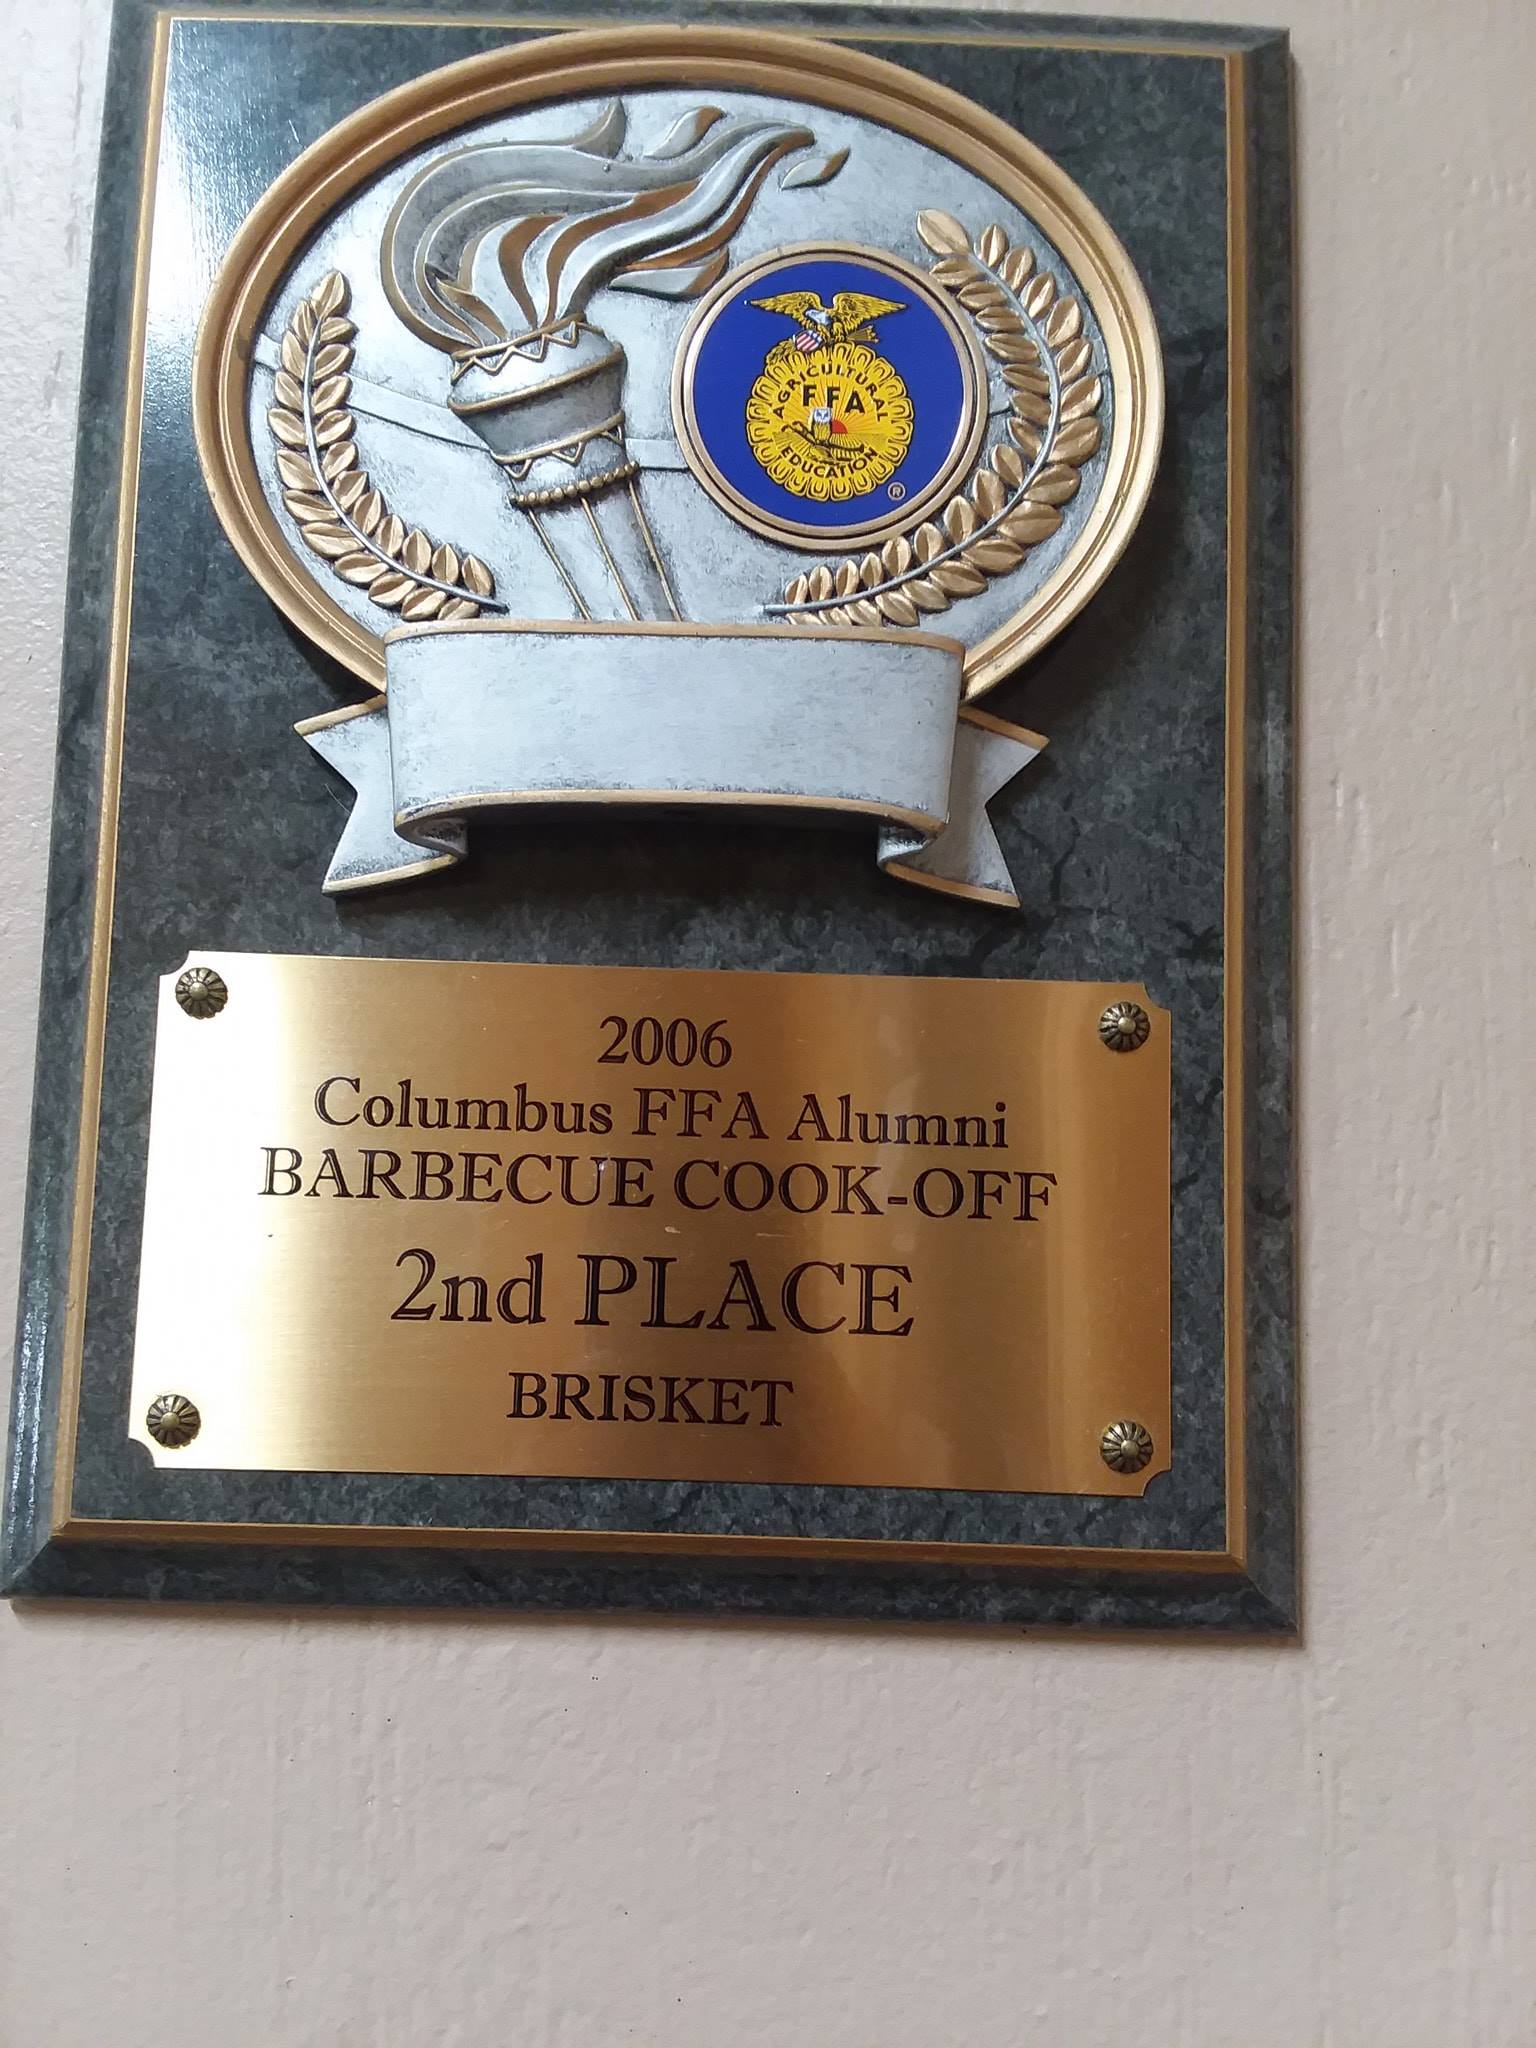 AGRICULTURAL
FFA
EDUCATION
®
2006
Columbus FFA Alumni
BARBECUE COOK-OFF
2nd PLACE
BRISKET